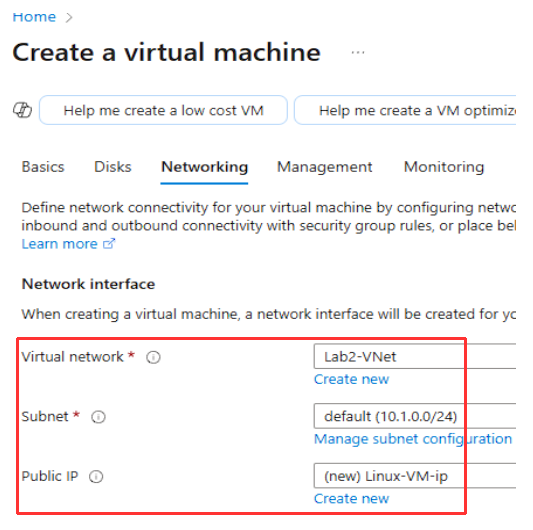 Home >
Create a virtual machine ...
Help me create a low cost VM Help me create a VM optimize
Basics Disks Networking Management Monitoring
Define network connectivity for your virtual machine by configuring netwo
inbound and outbound connectivity with security group rules, or place bel
Learn more
Network interface
When creating a virtual machine, a network interface will be created for yo
Virtual network * Lab2-VNet
Create new
Subnet * default (10.1.0.0/24)
Manage subnet configuration
Public IP (new) Linux-VM-ip
Create new